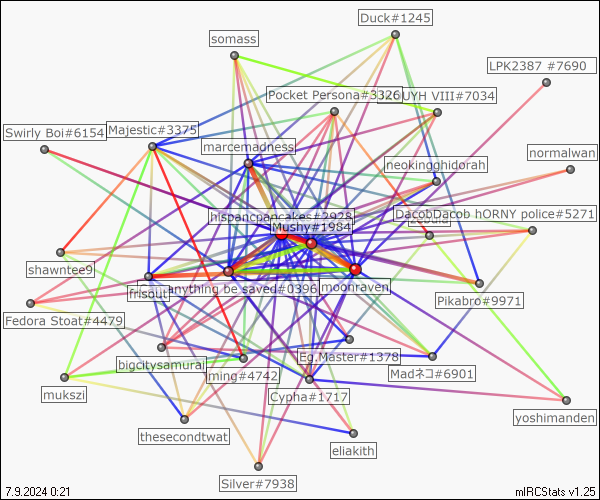 Duck#1245
somass
LPK2387 #7690
Pocket Persona#3326
UYH VIII#7034
Swirly Boi#6154
Majestic#3375
marcemadness
normalwan
neokingghidorah
hispancpancakes#2928
DacobDacob hORNY police#5271
Mushy#1984
shawntee9
anything be saved#0396
moonraven
frisout
Pikabro#9971
Fedora Stoat#4479
Eg.Master#1378
bigcitysamurai
ming#4742
Madネコ#6901
mukszi
Cypha#1717
yoshimanden
thesecondtwat
eliakith
Silver#7938
7.9.2024 0:21
mIRCStats v1.25